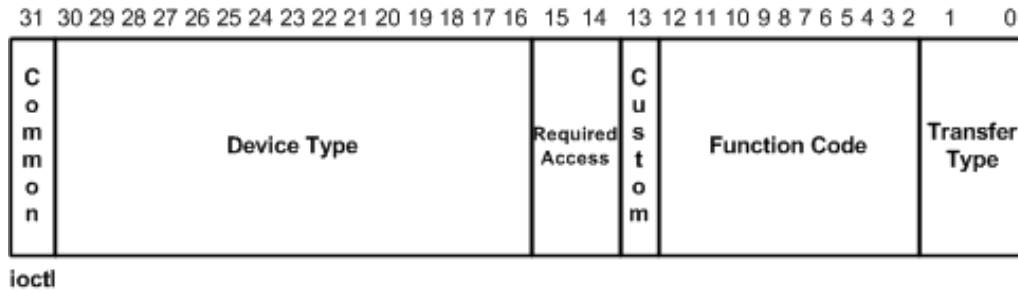 31 30 29 28 27 26 25 24 23 22 21 20 19 18 17 16 15 14 13 12 11 10 9 8 7 6 5 4 3 2 1 0
Common
Device Type
Required
Access
Custom
Function Code
Transfer
Type
ioctl